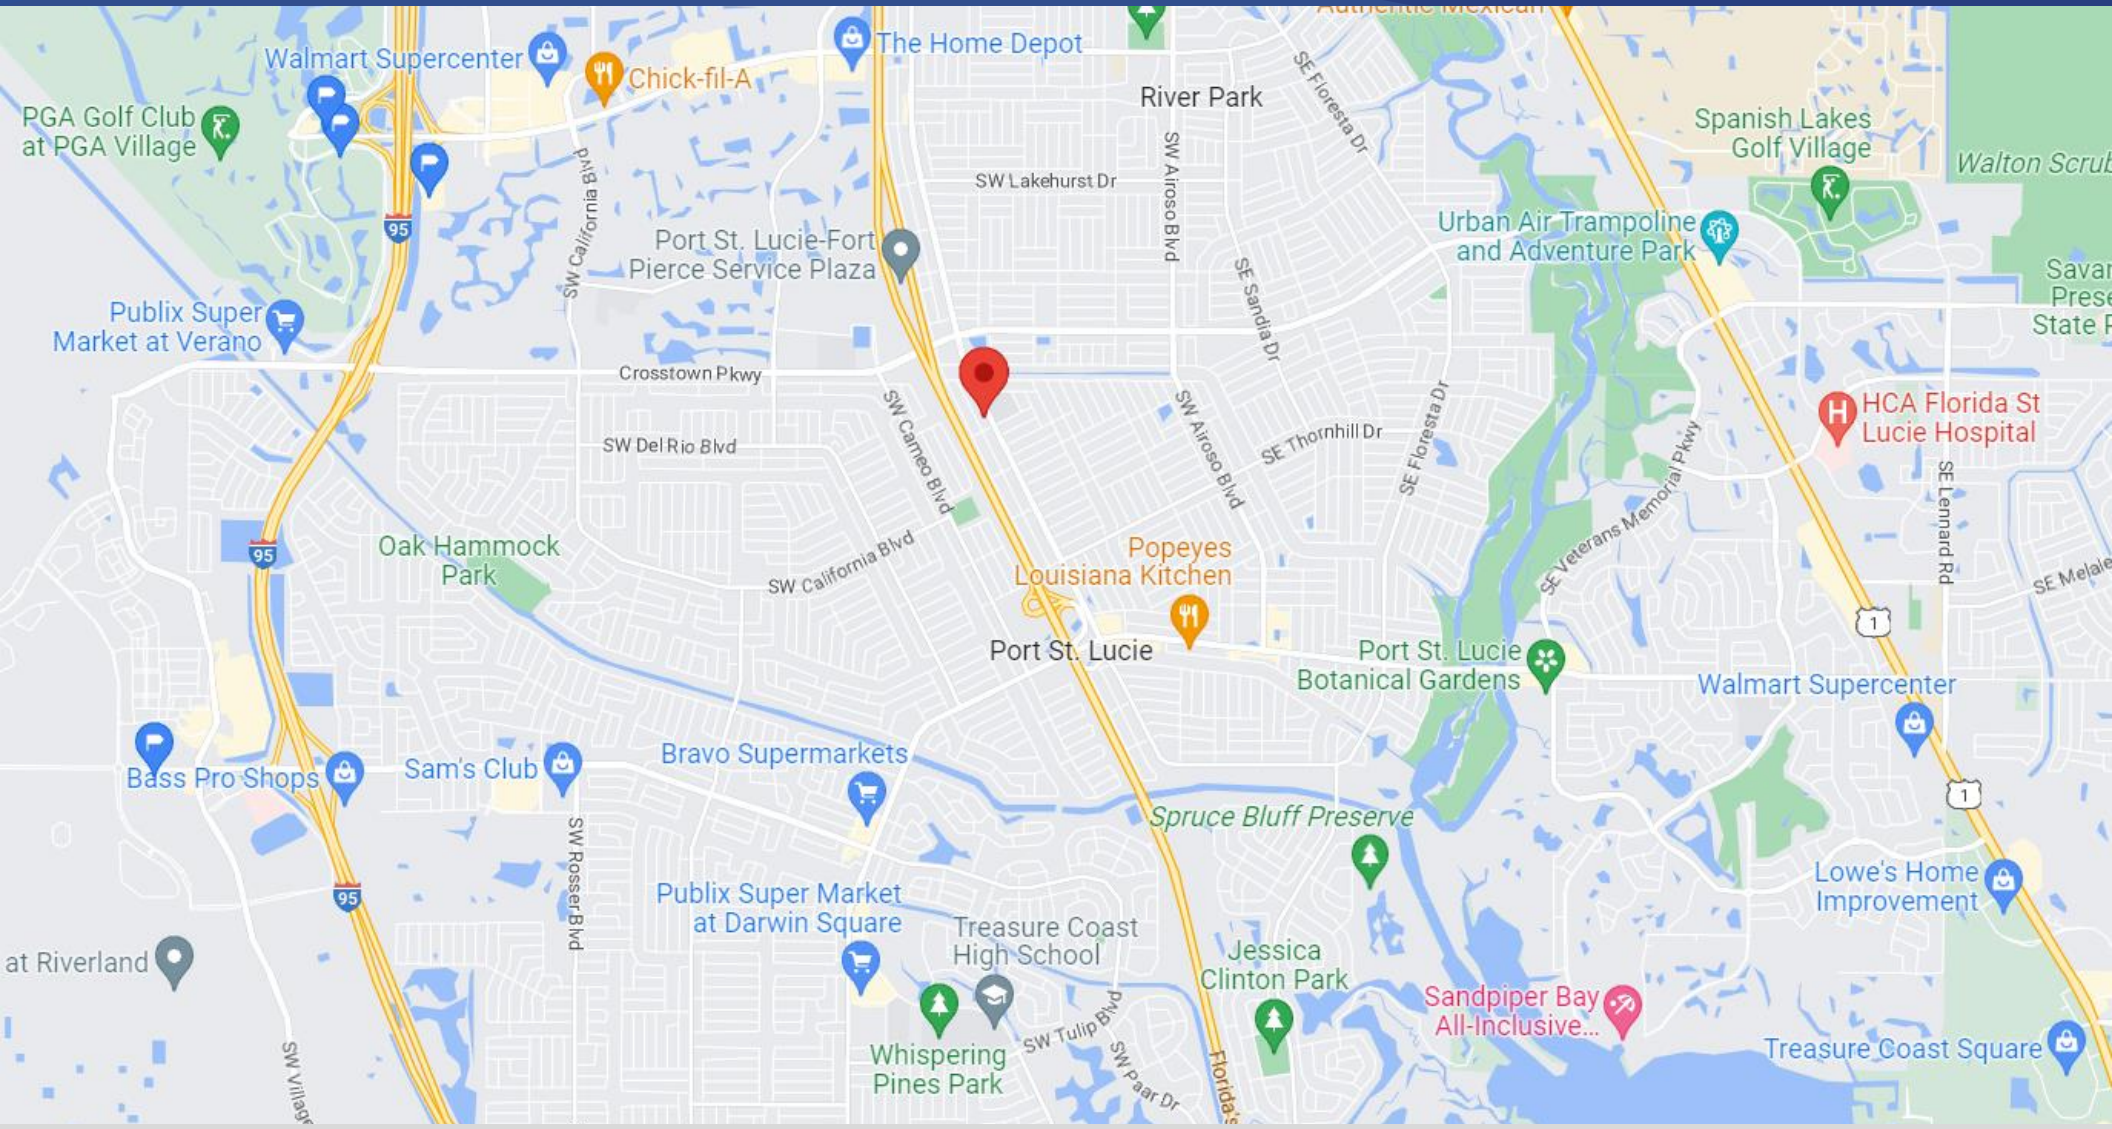 Authentic Mexican
Walmart Supercenter
The Home Depot
Chick-fil-A
River Park
SE Floresta Dr
PGA Golf Club
at PGA Village
Spanish Lakes
Golf Village
Walton Scrub
SW California Blvd
SW Lakehurst Dr
SW Airoso Blvd
95
Port St. Lucie-Fort
Pierce Service Plaza
Urban Air Trampoline
and Adventure Park
SE Sandia Dr
Publix Super
Market at Verano
State
Crosstown Pkwy
SW Cameo Blvd
SW Airoso Blvd
SE Floresta Dr
SE Thornhill Dr
HCA Florida St
Lucie Hospital
H
SW Del Rio Blvd
SE Veterans Memorial Pkwy
SE Lennard Rd
95
Oak Hammock
Park
SW California Blvd
Popeyes
Louisiana Kitchen
SE Melale
1
Port St. Lucie
Port St. Lucie
Botanical Gardens
Walmart Supercenter
Bass Pro Shops
Sam's Club
Bravo Supermarkets
1
Spruce Bluff Preserve
SW Rosser Blvd
95
Publix Super Market
at Darwin Square
Treasure Coast
High School
Lowe's Home
Improvement
at Riverland
Jessica
Clinton Park
Sandpiper Bay
All-Inclusive...
SW Tulip Blvd
Whispering
Pines Park
SW Paar Dr
Florida's
Treasure Coast Square
SW Village